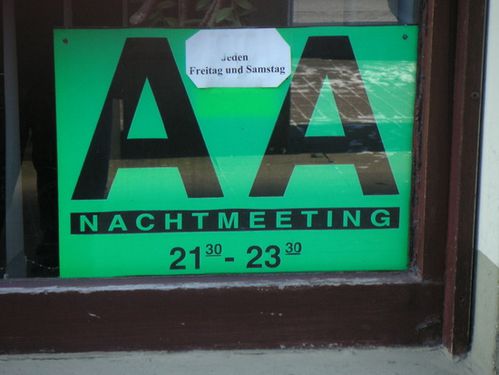 Jeden
Freitag und Samstag
AA
NACHTMEETING
21 30 - 23 30